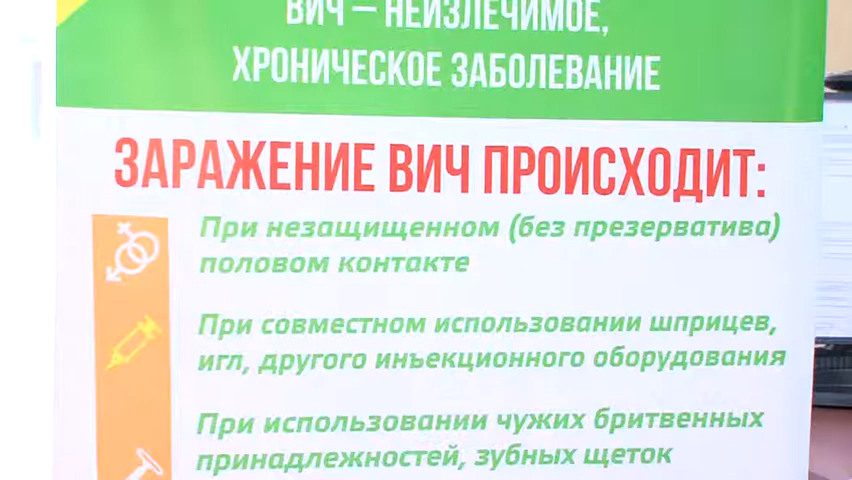 ВИЧ – НЕИЗЛЕЧИМОЕ,
ХРОНИЧЕСКОЕ ЗАБОЛЕВАНИЕ
ЗАРАЖЕНИЕ ВИЧ ПРОИСХОДИТ:
При незащищенном (без презерватива)
половом контакте
При совместном использовании шприцев,
игл, другого инъекционного оборудования
При использовании чужих бритвенных
принадлежностей, зубных щеток